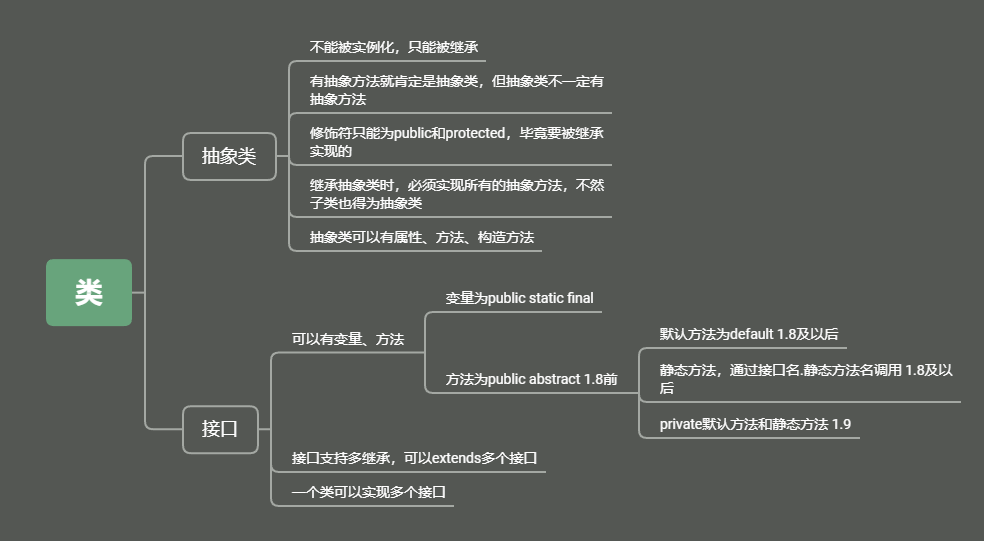 类
抽象类
不能被实例化，只能被继承
有抽象方法就肯定是抽象类，但抽象类不一定有
抽象方法
修饰符只能为public和protected，毕竟要被继承
实现的
继承抽象类时，必须实现所有的抽象方法，不然
子类也得为抽象类
抽象类可以有属性、方法、构造方法
接口
可以有变量、方法
变量为public static final
方法为public abstract 1.8前
默认方法为default 1.8及以后
静态方法，通过接口名.静态方法名调用 1.8及以
后
private默认方法和静态方法 1.9
接口支持多继承，可以extends多个接口
一个类可以实现多个接口